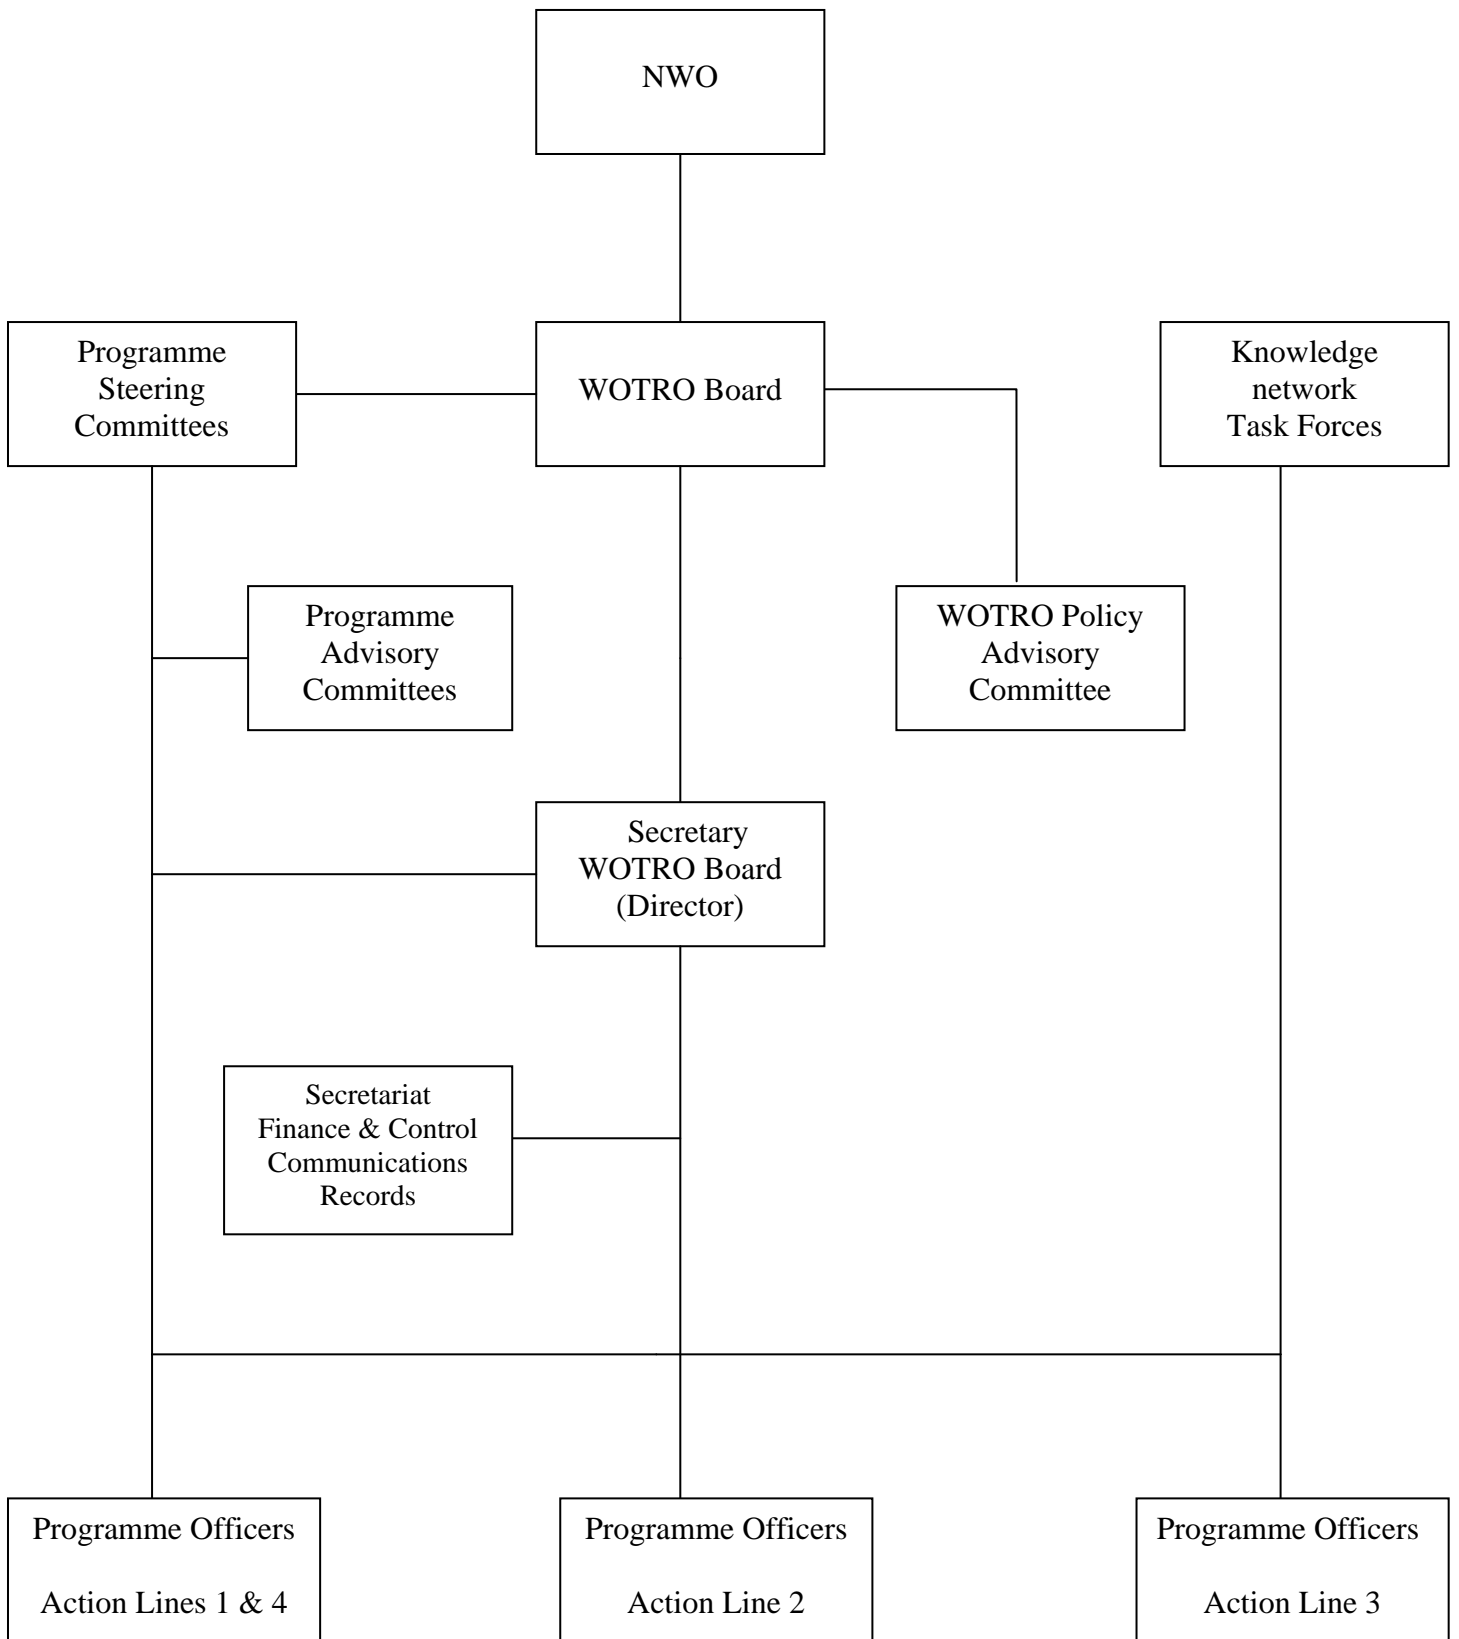 NWO
Programme
Steering
Committees
WOTRO Board
Knowledge
network
Task Forces
Programme
Advisory
Committees
WOTRO Policy
Advisory
Committee
Secretary
WOTRO Board
(Director)
Secretariat
Finance & Control
Communications
Records
Programme Officers
Action Lines 1 & 4
Programme Officers
Action Line 2
Programme Officers
Action Line 3